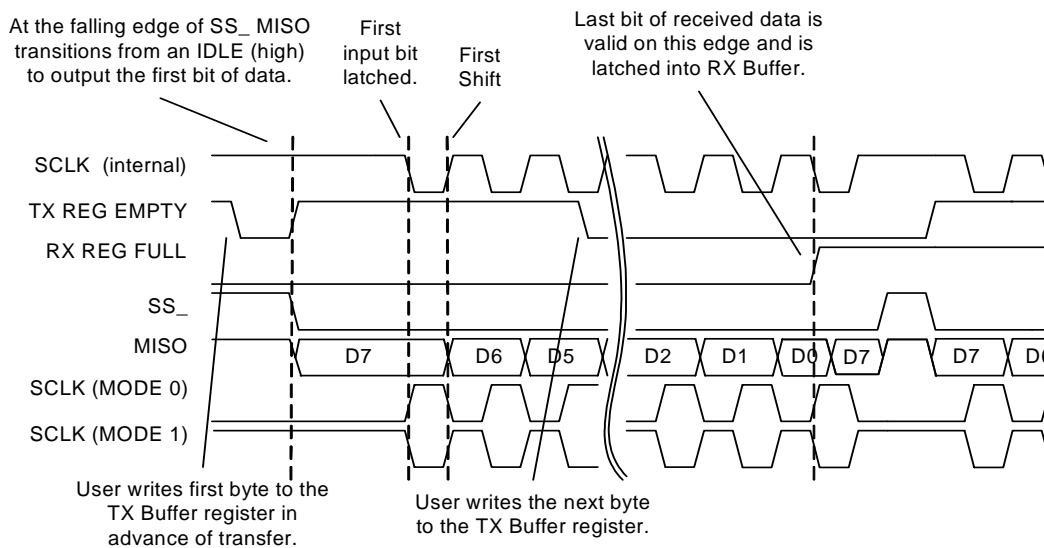 At the falling edge of SS_ MISO
transitions from an IDLE (high)
to output the first bit of data.
First
input bit
latched.
First
Shift
Last bit of received data is
valid on this edge and is
latched into RX Buffer.
SCLK (internal)
TX REG EMPTY
RX REG FULL
SS_
MISO
D7 D6 D5 D2 D1 D0 D7 D7
SCLK (MODE 0)
SCLK (MODE 1)
User writes first byte to the
TX Buffer register in
advance of transfer.
User writes the next byte
to the TX Buffer register.